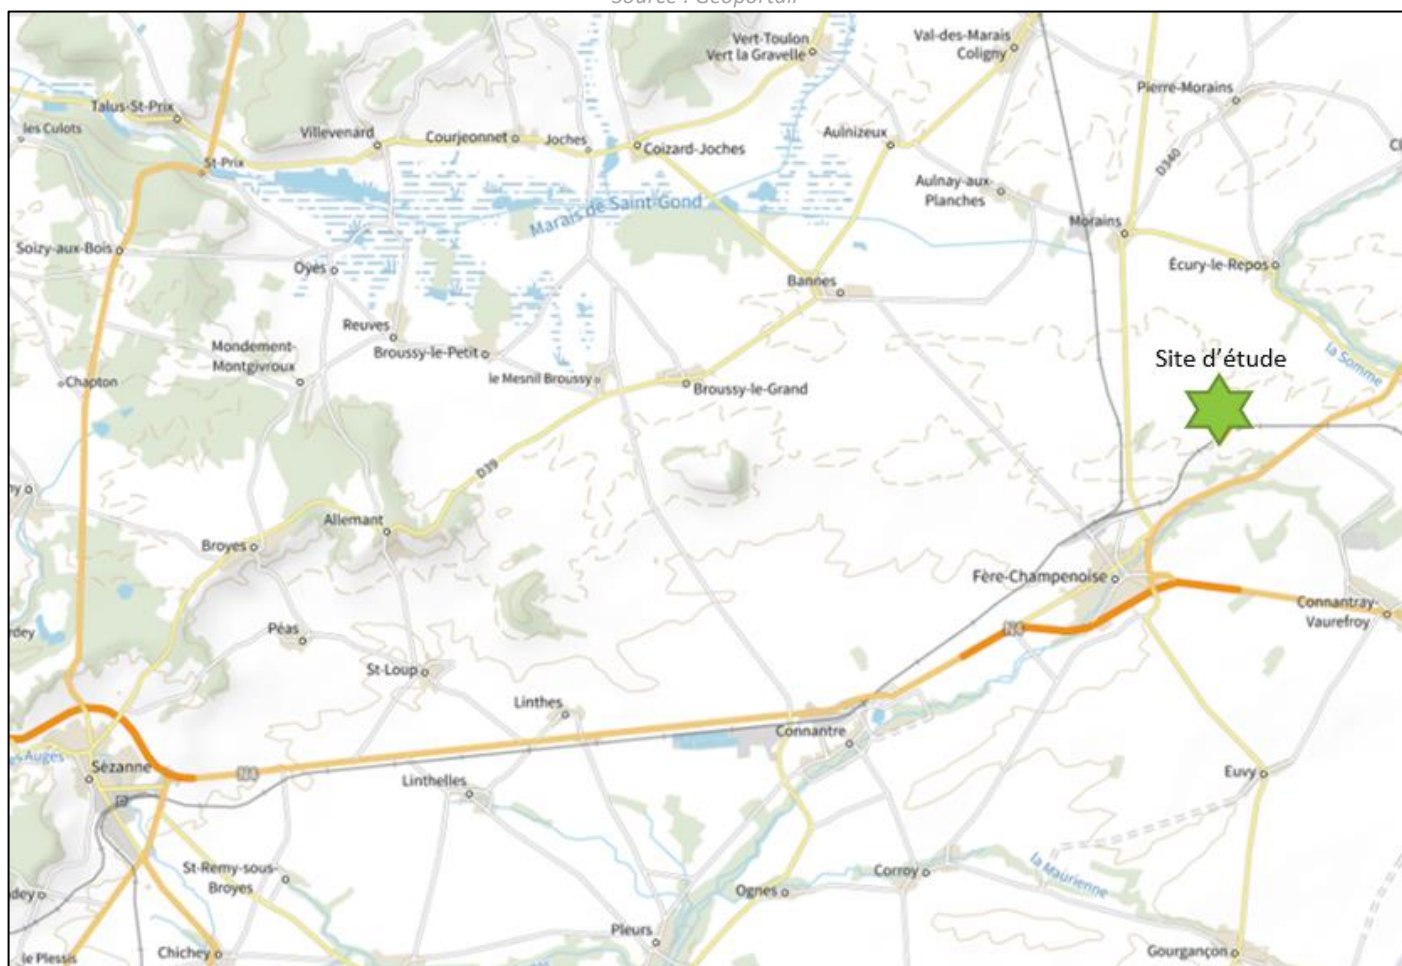 Source : Géoportail
Vert-Toulon
Vert la Gravelle
Val-des-Marais
Coligny
Pierre-Morains
Talus-St-Prix
les Culots
Villevenard
Courjeonnet
Joches
Coizard-Joches
Aulnizeux
St-Prix
D340
Aulnay-aux-
Planches
Marais de Saint-Gond
Morains
Soizy-aux-Bois
Oyes
Écury-le-Repos
Bannes
Reuves
Mondement-
Montgivroux
Broussy-le-Petit
la Somme
Site d'étude
Chapton
le Mesnil Broussy
Broussy-le-Grand
D39
Allemant
Broyes
Fère-Champenoise
Connantray-
Vaurefroy
N4
Péas
St-Loup
Linthes
Connantre
Auges
Sézanne
N4
Linthelles
Euvy
St-Remy-sous-
Broyes
Corroy
la Maurienne
Ognes
Pleurs
Chichey
le Plessis
Gourgançon